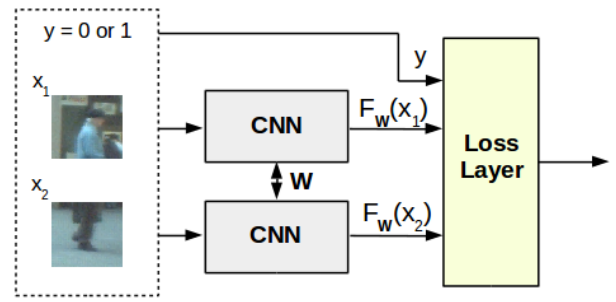 y = 0 or 1
y
x1
CNN
FW(x1)
Loss
Layer
W
x2
CNN
FW(x2)